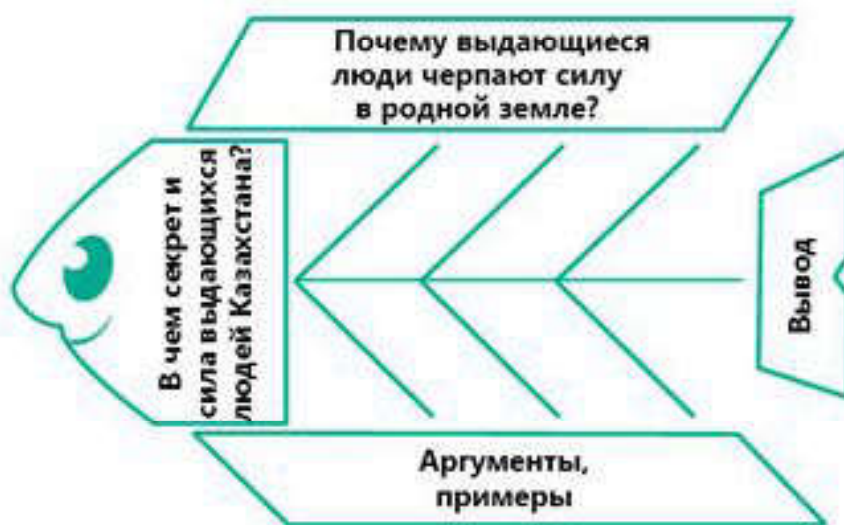 Почему выдающиеся
люди черпают силу
в родной земле?
В чем секрет и
сила выдающихся
людей Казахстана?
Вывод
Аргументы,
примеры